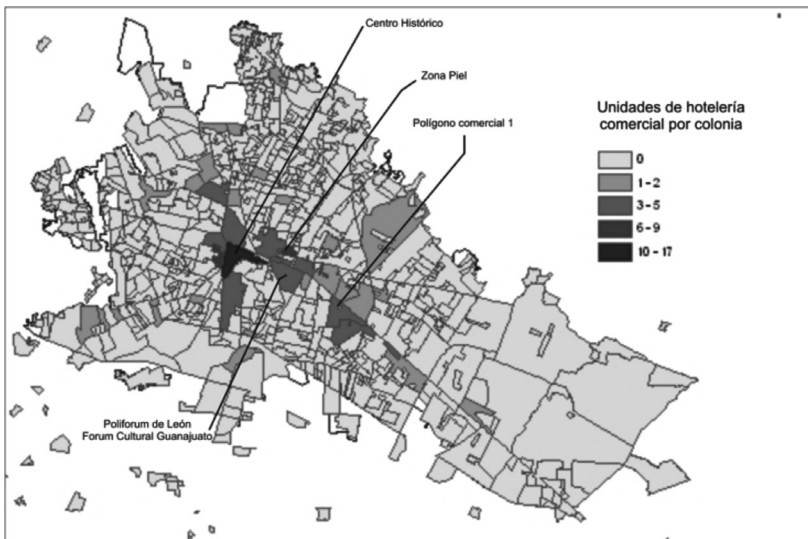 Centro Histórico
Zona Piel
Polígono comercial 1
Unidades de hotelería
comercial por colonia
0
1 - 2
3 - 5
6 - 9
10 - 17
Poliforum de León
Forum Cultural Guanajuato